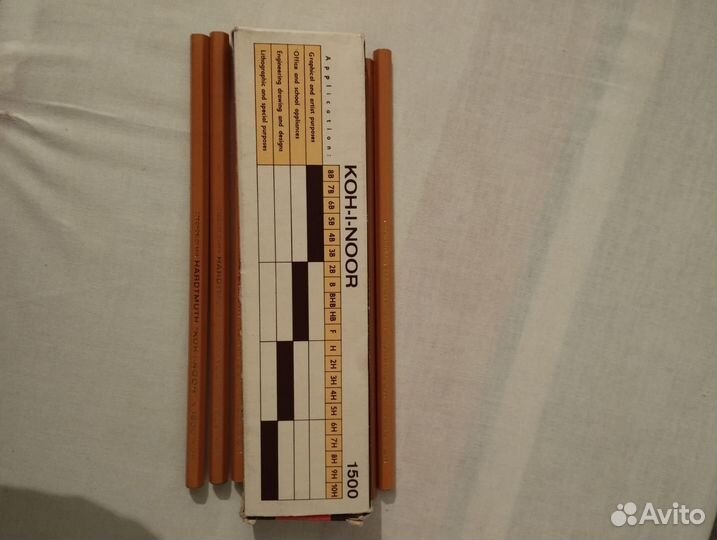 KOH-I-NOOR 1500
Application: 8B 7B 6B 5B 4B 3B 2B B BHB HB F H 2H 3H 4H 5H 6H 7H 8H 9H 10H
Graphical and artist purposes
Office and school appliances
Engineering drawing and designs
Lithographic and special purposes
HARDTMUTH KOH-I-NOOR
Avito